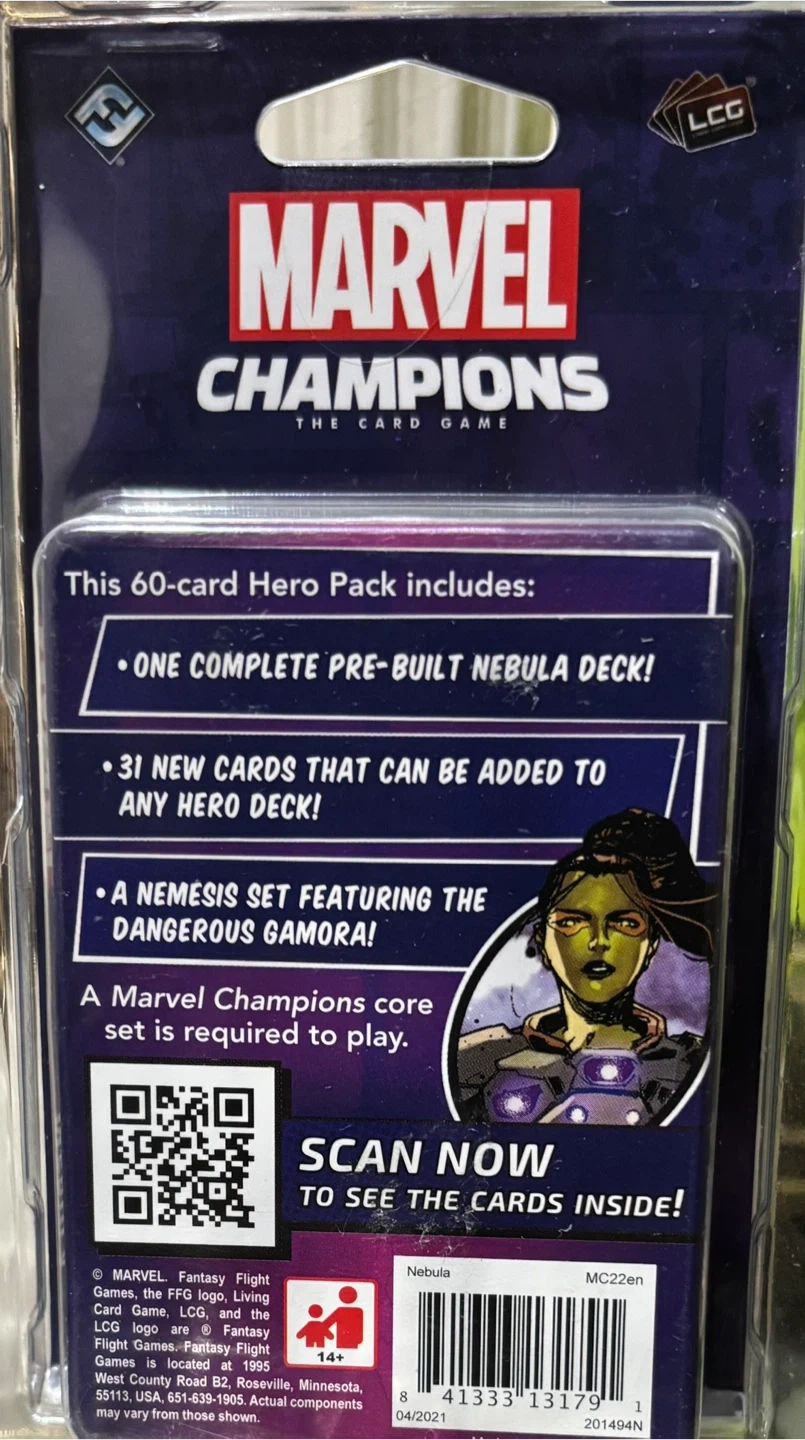 LCG
MARVEL
CHAMPIONS
THE CARD GAME
This 60-card Hero Pack includes:
• ONE COMPLETE PRE-BUILT NEBULA DECK!
• 31 NEW CARDS THAT CAN BE ADDED TO
ANY HERO DECK!
• A NEMESIS SET FEATURING THE
DANGEROUS GAMORA!
A Marvel Champions core
set is required to play.
SCAN NOW
TO SEE THE CARDS INSIDE!
© MARVEL. Fantasy Flight
Games, the FFG logo, Living
Card Game, LCG, and the
LCG logo are ® Fantasy
Flight Games. Fantasy Flight
Games is located at 1995
West County Road B2, Roseville, Minnesota,
55113, USA, 651-639-1905. Actual components
may vary from those shown.
14+
Nebula MC22en
8 41333 13179 1
04/2021 201494N